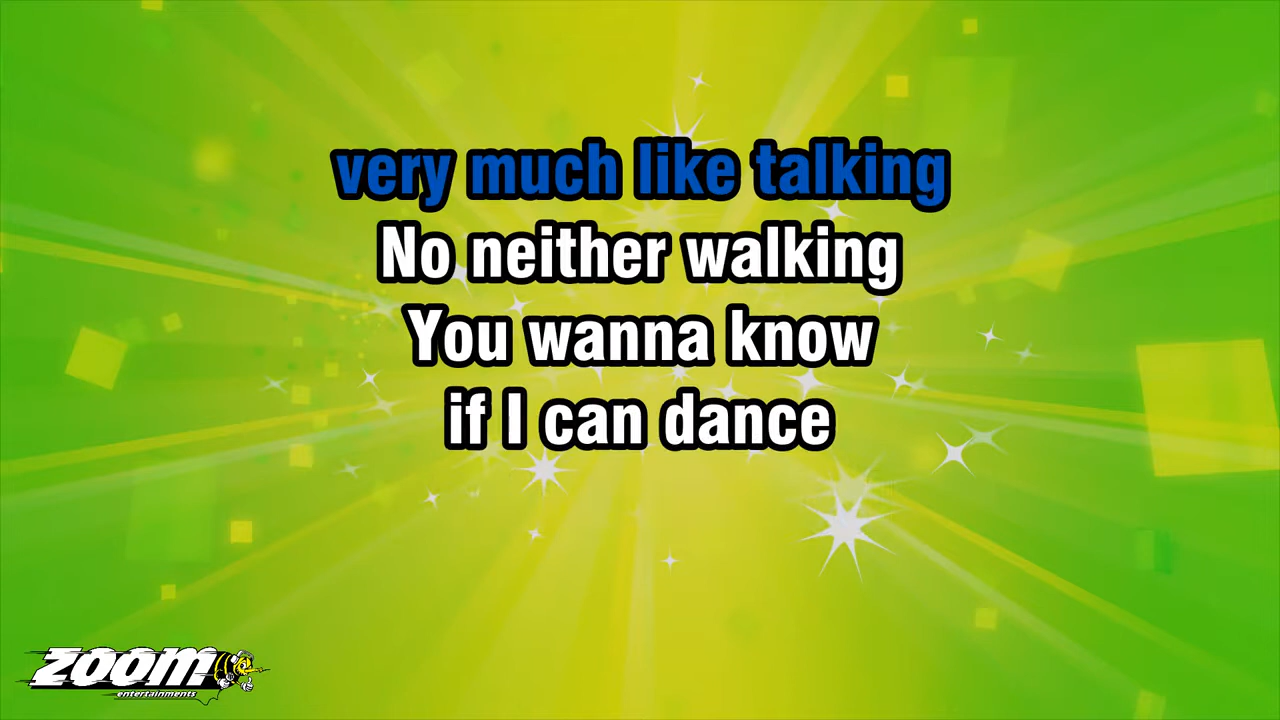 very much like talking
No neither walking
You wanna know
if I can dance
zoom
entertainments